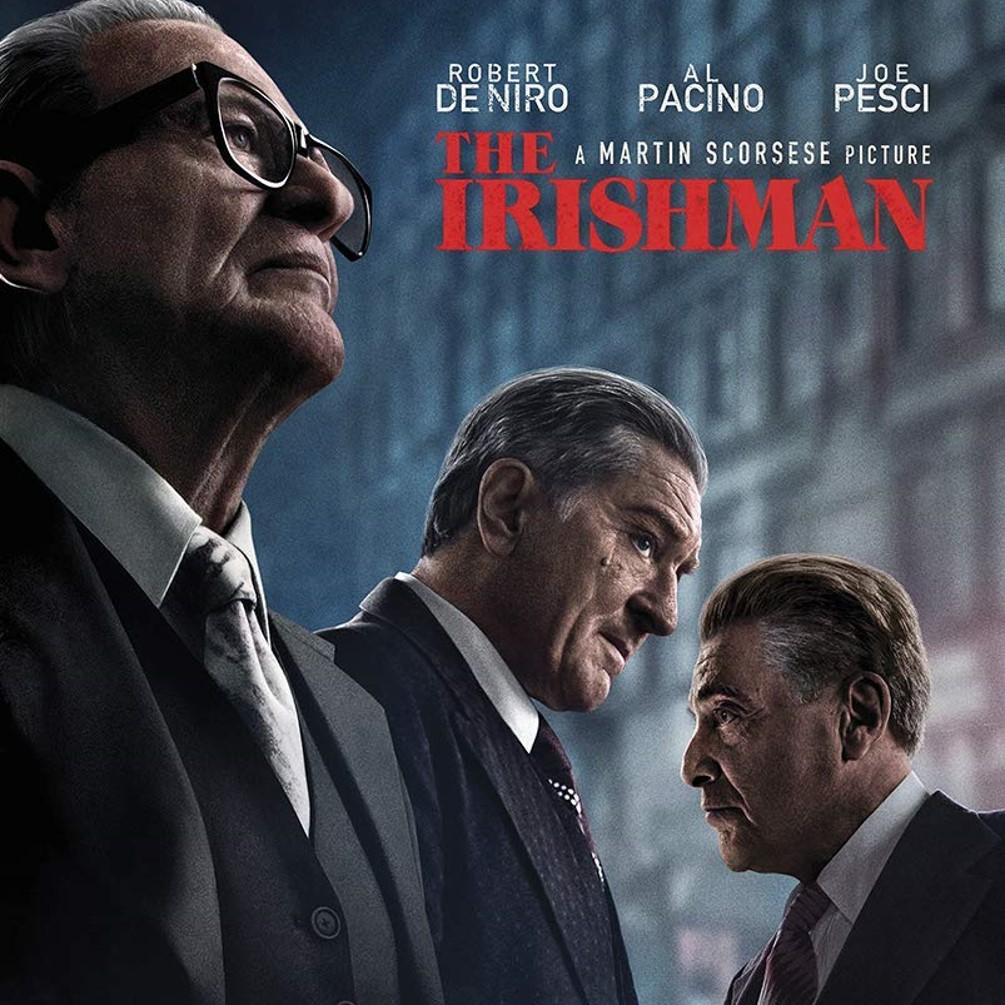 ROBERT DE NIRO
AL PACINO
JOE PESCI
THE
A MARTIN SCORSESE PICTURE
IRISHMAN